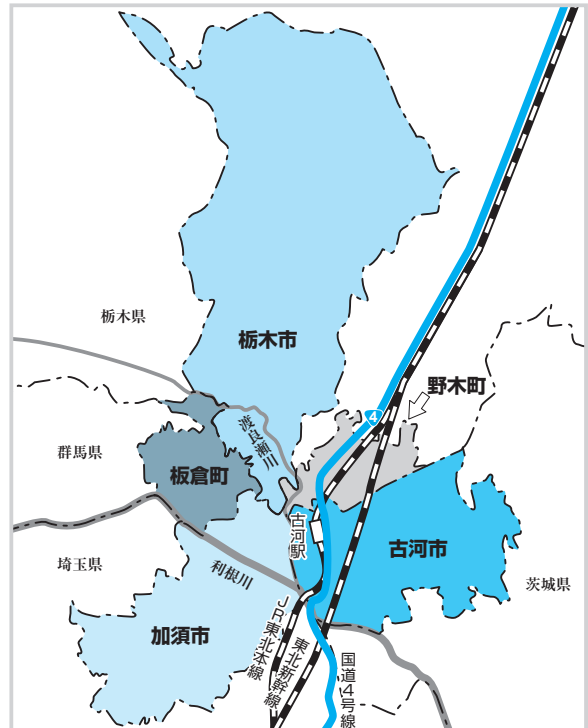 栃木県
栃木市
野木町
4
渡良瀬川
群馬県
板倉町
古河駅
古河市
埼玉県
利根川
茨城県
加須市
JR東北本線
東北新幹線
国道4号線